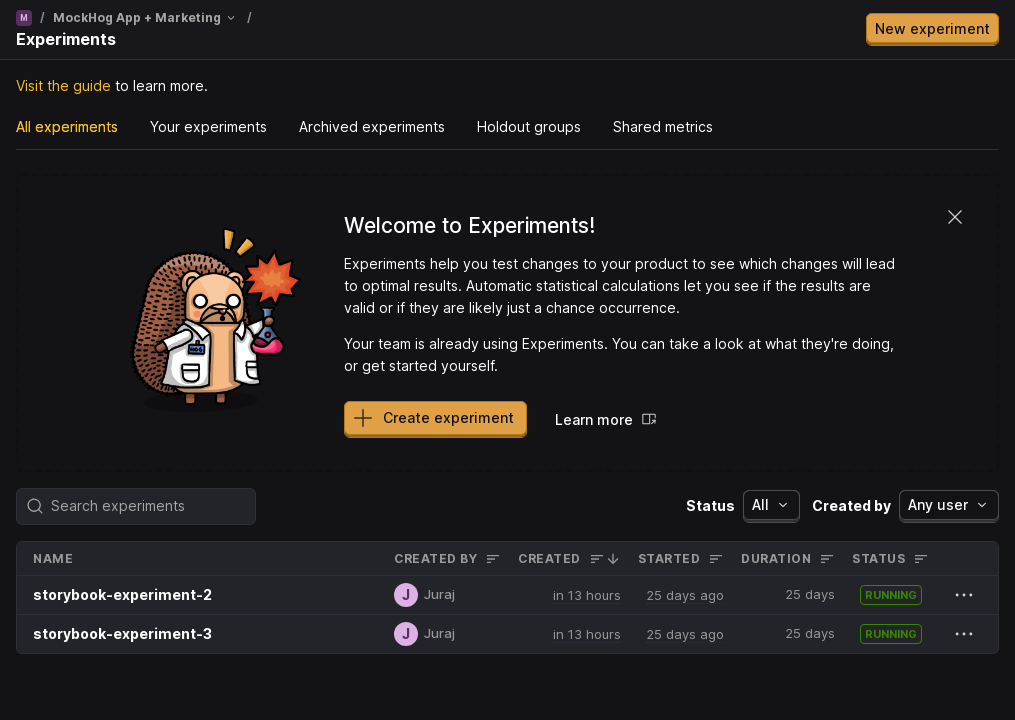 M / MockHog App + Marketing /
Experiments
New experiment
Visit the guide to learn more.
All experiments Your experiments Archived experiments Holdout groups Shared metrics
Welcome to Experiments!
Experiments help you test changes to your product to see which changes will lead
to optimal results. Automatic statistical calculations let you see if the results are
valid or if they are likely just a chance occurrence.
Your team is already using Experiments. You can take a look at what they're doing,
or get started yourself.
Create experiment Learn more
Search experiments Status All Created by Any user
NAME CREATED BY CREATED STARTED DURATION STATUS
storybook-experiment-2 J Juraj in 13 hours 25 days ago 25 days RUNNING
storybook-experiment-3 J Juraj in 13 hours 25 days ago 25 days RUNNING